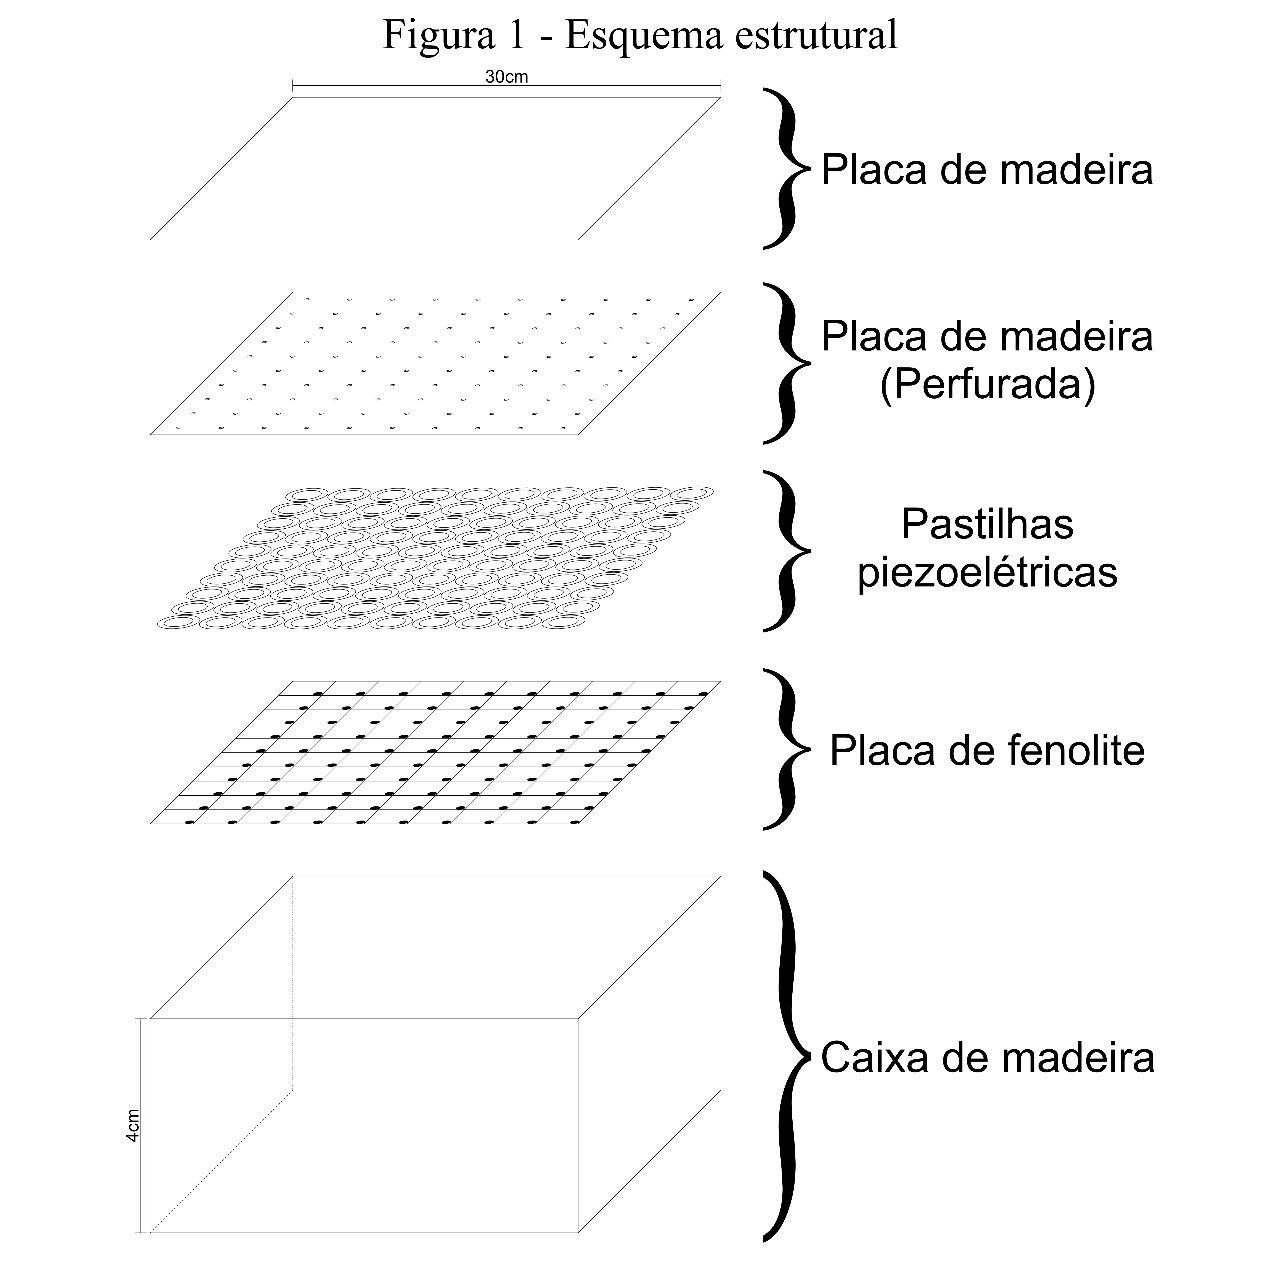 Figura 1 - Esquema estrutural
30cm
Placa de madeira
Placa de madeira
(Perfurada)
Pastilhas
piezoelétricas
Placa de fenolite
Caixa de madeira
4cm